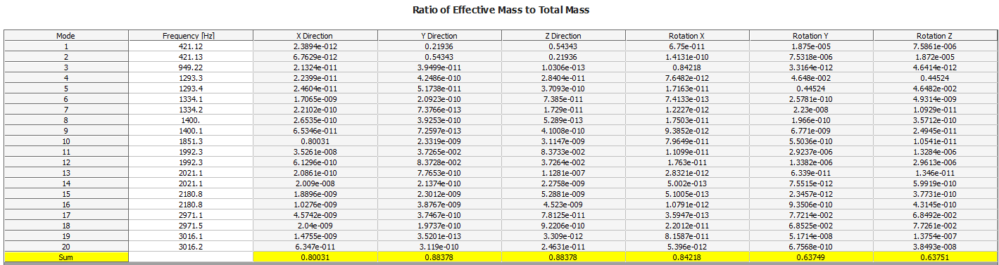 Ratio of Effective Mass to Total Mass
Mode Frequency [Hz] X Direction Y Direction Z Direction Rotation X Rotation Y Rotation Z
1 421.12 2.3894e-012 0.21936 0.54343 6.75e-011 1.875e-005 7.5861e-006
2 421.13 6.7629e-012 0.54343 0.21936 1.4131e-010 7.5318e-006 1.872e-005
3 949.22 2.1324e-011 3.9499e-011 1.0306e-013 0.84218 3.3164e-012 4.6414e-012
4 1293.3 2.2399e-011 4.2486e-010 2.8404e-011 7.6482e-012 4.648e-002 0.44524
5 1293.4 2.4604e-011 5.1738e-011 3.7093e-010 1.7163e-011 0.44524 4.6482e-002
6 1334.1 1.7065e-009 2.0923e-010 7.385e-011 7.4133e-013 2.5781e-010 4.9314e-009
7 1334.2 2.2102e-010 7.3766e-013 1.729e-011 1.2227e-012 2.23e-008 1.0929e-011
8 1400. 2.6535e-010 3.9253e-010 5.289e-013 1.7503e-011 1.966e-010 3.5712e-010
9 1400.1 6.5346e-011 7.2597e-013 4.1008e-010 9.3852e-012 6.771e-009 2.4945e-011
10 1851.3 0.80031 2.3319e-009 3.1147e-009 7.9649e-011 5.5036e-010 1.0541e-011
11 1992.3 3.5261e-008 3.7265e-002 8.3733e-002 1.1099e-011 2.9237e-006 1.3284e-006
12 1992.3 6.1296e-010 8.3728e-002 3.7264e-002 1.763e-011 1.3382e-006 2.9613e-006
13 2021.1 2.0861e-010 7.7653e-010 1.1281e-007 2.8321e-012 6.339e-011 1.346e-011
14 2021.1 2.009e-008 2.1374e-010 2.2758e-009 5.002e-013 7.5515e-012 5.9919e-010
15 2180.8 1.8896e-009 2.3012e-009 5.2881e-009 5.1005e-013 2.3457e-012 3.7731e-010
16 2180.8 1.0276e-009 3.8767e-009 4.523e-009 1.0791e-012 9.3506e-010 4.3145e-010
17 2971.1 4.5742e-009 3.7467e-010 7.8125e-011 3.5947e-013 7.7214e-002 6.8492e-002
18 2971.5 2.04e-009 1.9737e-010 9.2206e-010 2.2012e-011 6.8525e-002 7.7261e-002
19 3016.1 1.4755e-009 3.5201e-013 3.309e-012 8.1587e-011 5.1714e-008 1.3754e-007
20 3016.2 6.347e-011 3.119e-010 2.4631e-011 5.396e-012 6.7568e-010 3.8493e-008
Sum 0.80031 0.88378 0.88378 0.84218 0.63749 0.63751